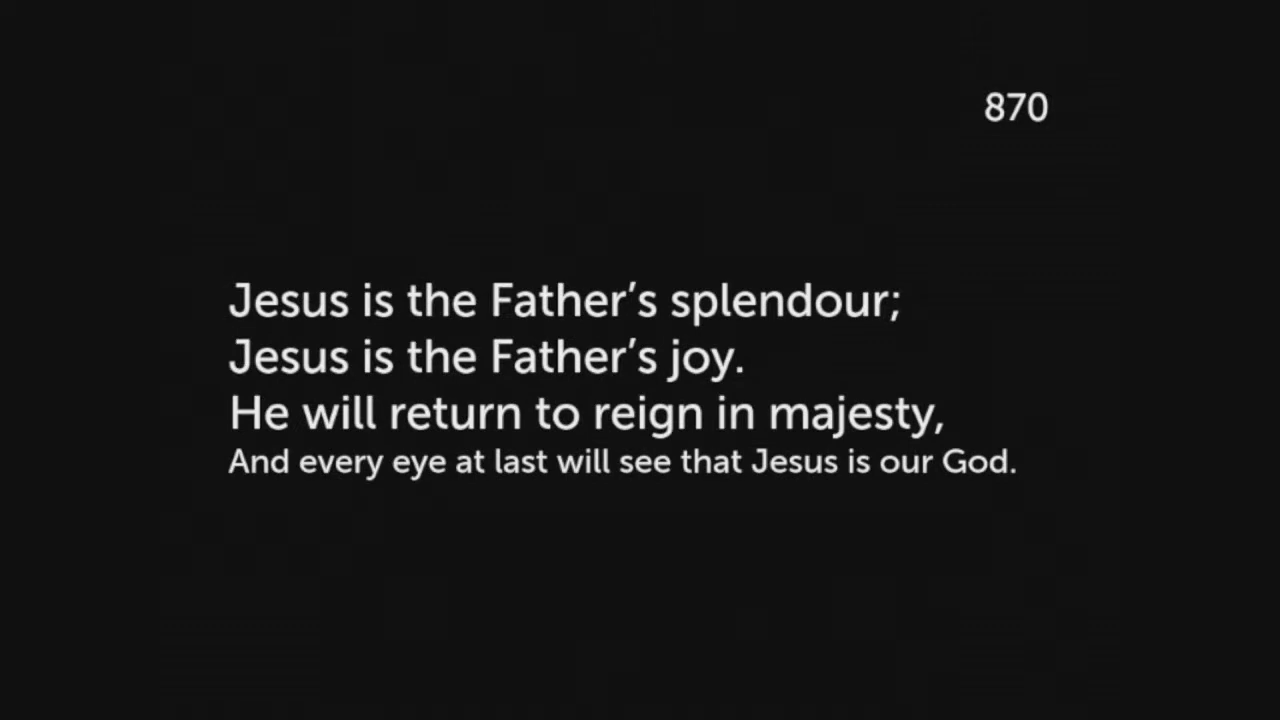 870
Jesus is the Father’s splendour;
Jesus is the Father’s joy.
He will return to reign in majesty,
And every eye at last will see that Jesus is our God.